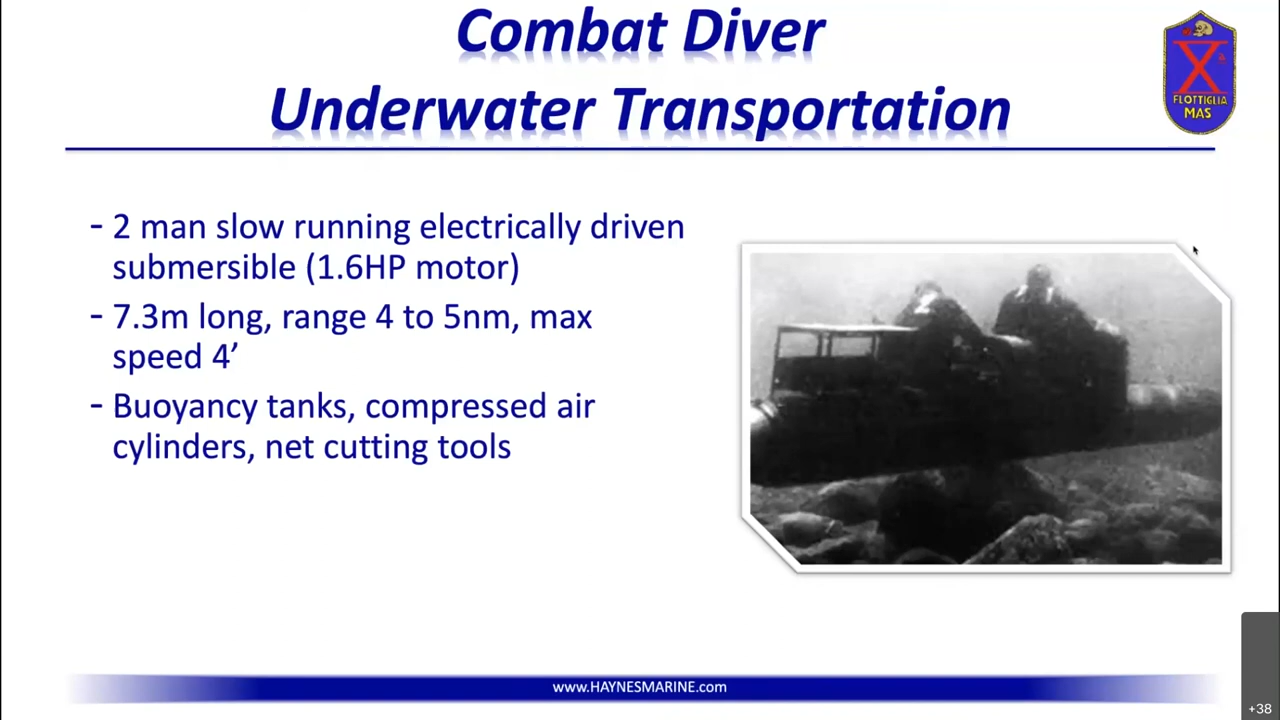 Combat Diver
Underwater Transportation
X
FLOTTIGLIA
MAS
- 2 man slow running electrically driven
submersible (1.6HP motor)
- 7.3m long, range 4 to 5nm, max
speed 4’
- Buoyancy tanks, compressed air
cylinders, net cutting tools
www.HAYNESMARINE.com
+38